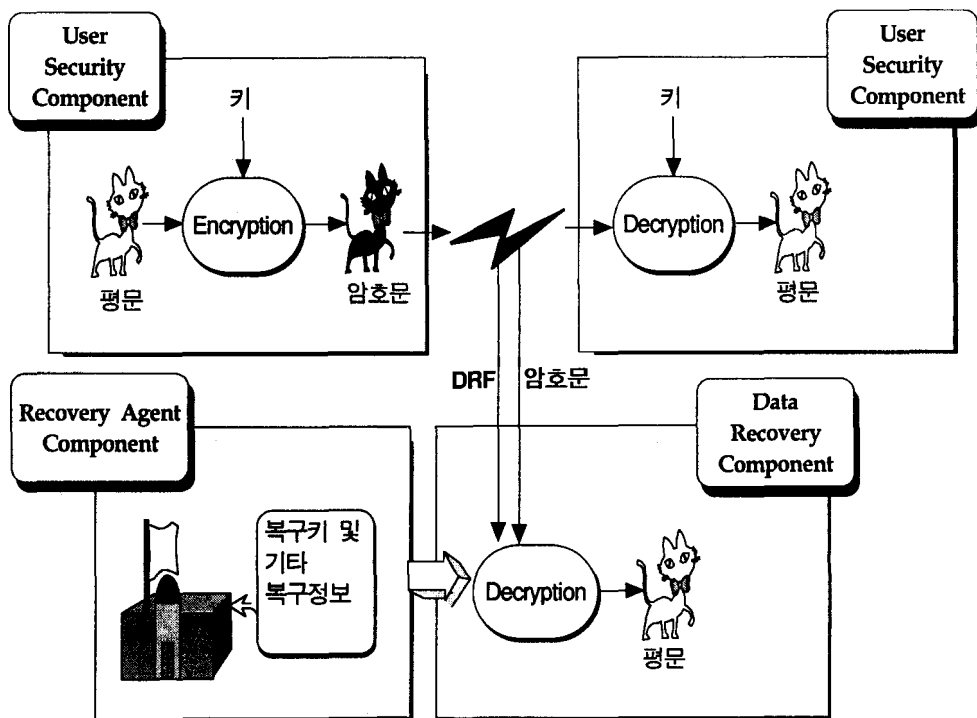 User
Security
Component
키
Encryption
평문
암호문
User
Security
Component
키
Decryption
평문
DRF
암호문
Recovery Agent
Component
복구키 및
기타
복구정보
Data
Recovery
Component
Decryption
평문